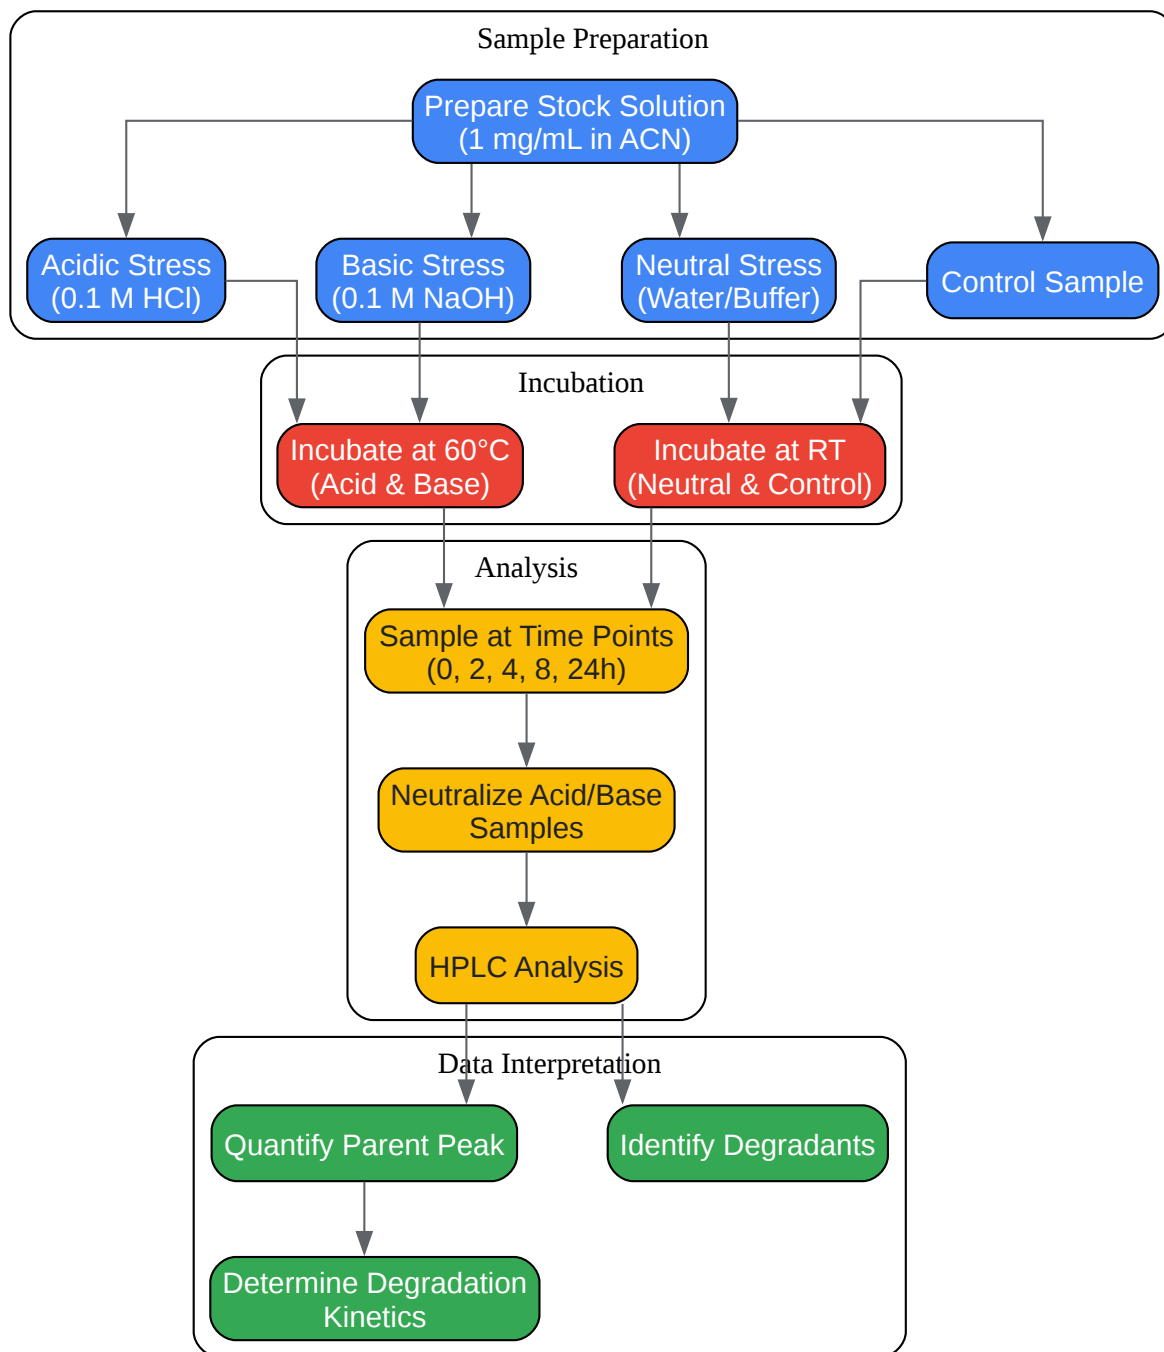 Sample Preparation
Prepare Stock Solution
(1 mg/mL in ACN)
Acidic Stress
(0.1 M HCl)
Basic Stress
(0.1 M NaOH)
Neutral Stress
(Water/Buffer)
Control Sample
Incubation
Incubate at 60°C
(Acid & Base)
Incubate at RT
(Neutral & Control)
Analysis
Sample at Time Points
(0, 2, 4, 8, 24h)
Neutralize Acid/Base
Samples
HPLC Analysis
Data Interpretation
Quantify Parent Peak
Identify Degradants
Determine Degradation
Kinetics